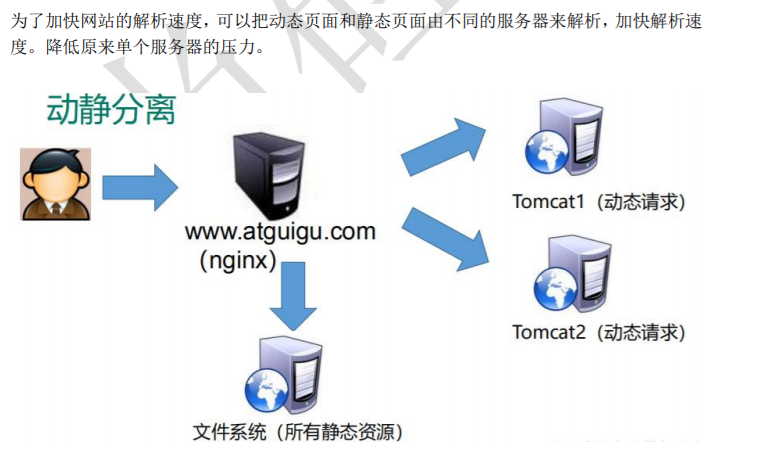 为了加快网站的解析速度，可以把动态页面和静态页面由不同的服务器来解析，加快解析速
度。降低原来单个服务器的压力。
动静分离
www.atguigu.com
（nginx）
Tomcat1（动态请求）
Tomcat2（动态请求）
文件系统（所有静态资源）